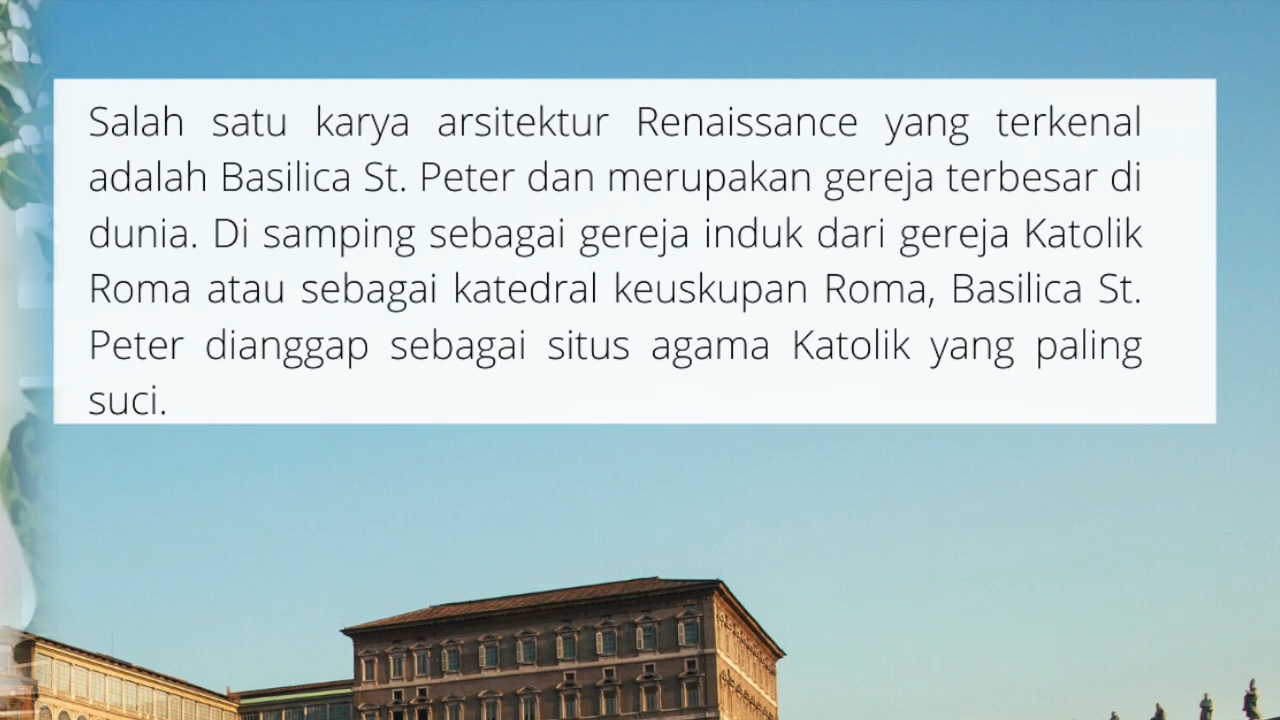 Salah satu karya arsitektur Renaissance yang terkenal
adalah Basilica St. Peter dan merupakan gereja terbesar di
dunia. Di samping sebagai gereja induk dari gereja Katolik
Roma atau sebagai katedral keuskupan Roma, Basilica St.
Peter dianggap sebagai situs agama Katolik yang paling
suci.